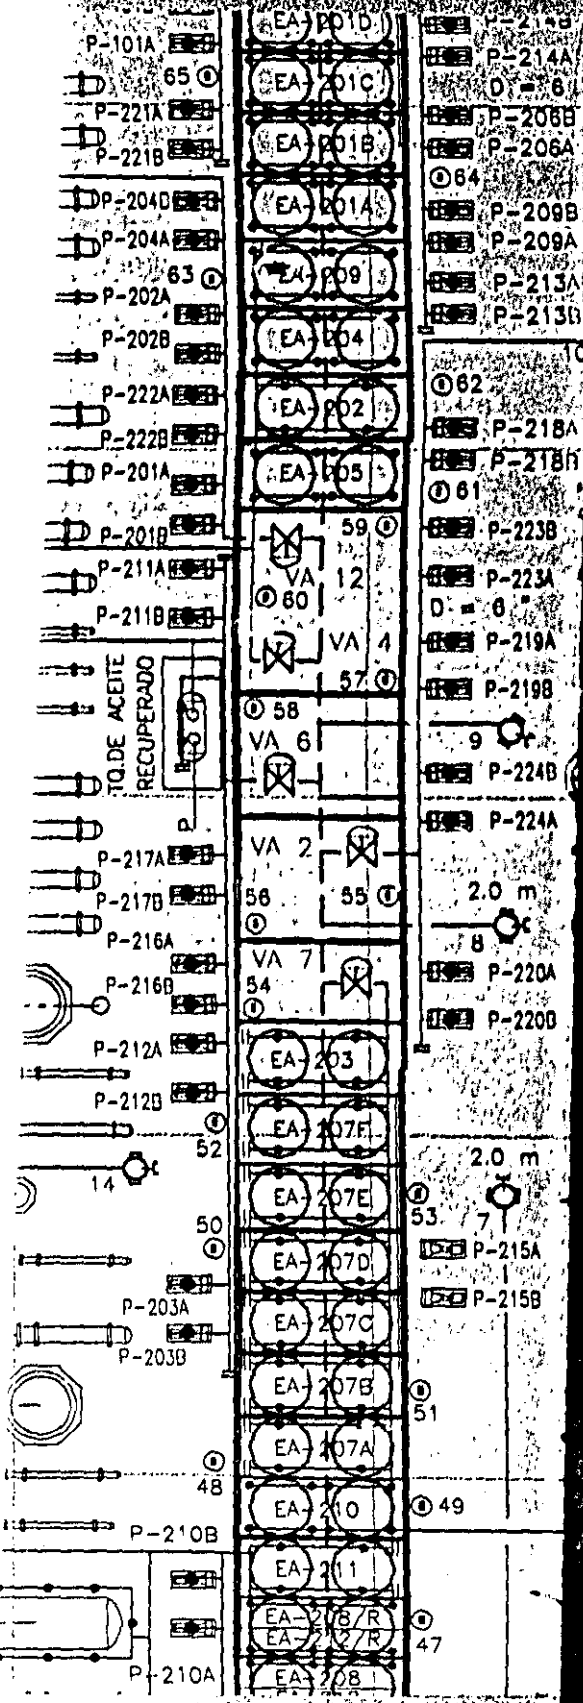 EA-201D
P-214B
P-101A
P-214A
65
EA-201C
D = 6
P-221A
P-206B
P-221B
EA-201B
P-206A
64
P-204B
EA-201A
P-209B
P-204A
P-209A
63
EA-209
P-213A
P-202A
P-213B
EA-204
P-202B
62
P-222A
EA-202
P-218A
P-222B
P-218B
P-201A
EA-205
61
P-201B
59
P-223B
P-211A
VA 12
P-223A
60
D = 6"
P-211B
VA 4
P-219A
57
P-219B
TQ.DE ACEITE
RECUPERADO
58
VA 6
9
P-224B
P-224A
P-217A
VA 2
P-217B
56
55
2.0 m
P-216A
8
VA 7
P-216B
54
P-220A
P-220B
P-212A
EA-203
P-212B
EA-207F
52
2.0 m
14
EA-207E
53
7
50
EA-207D
P-215A
P-203A
EA-207C
P-215B
P-203B
EA-207B
51
EA-207A
48
EA-210
49
P-210B
EA-211
EA-208/R
EA-212/R
47
P-210A
EA-208